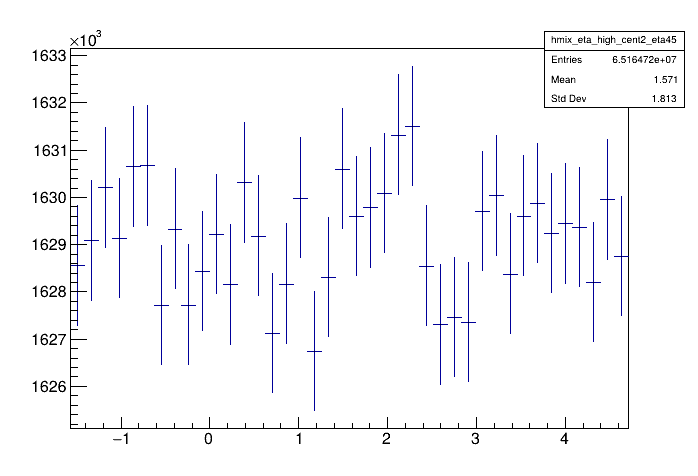 ×10³
hmix_eta_high_cent2_eta45
Entries 6.516472e+07
Mean 1.571
Std Dev 1.813
1633
1632
1631
1630
1629
1628
1627
1626
−1 0 1 2 3 4